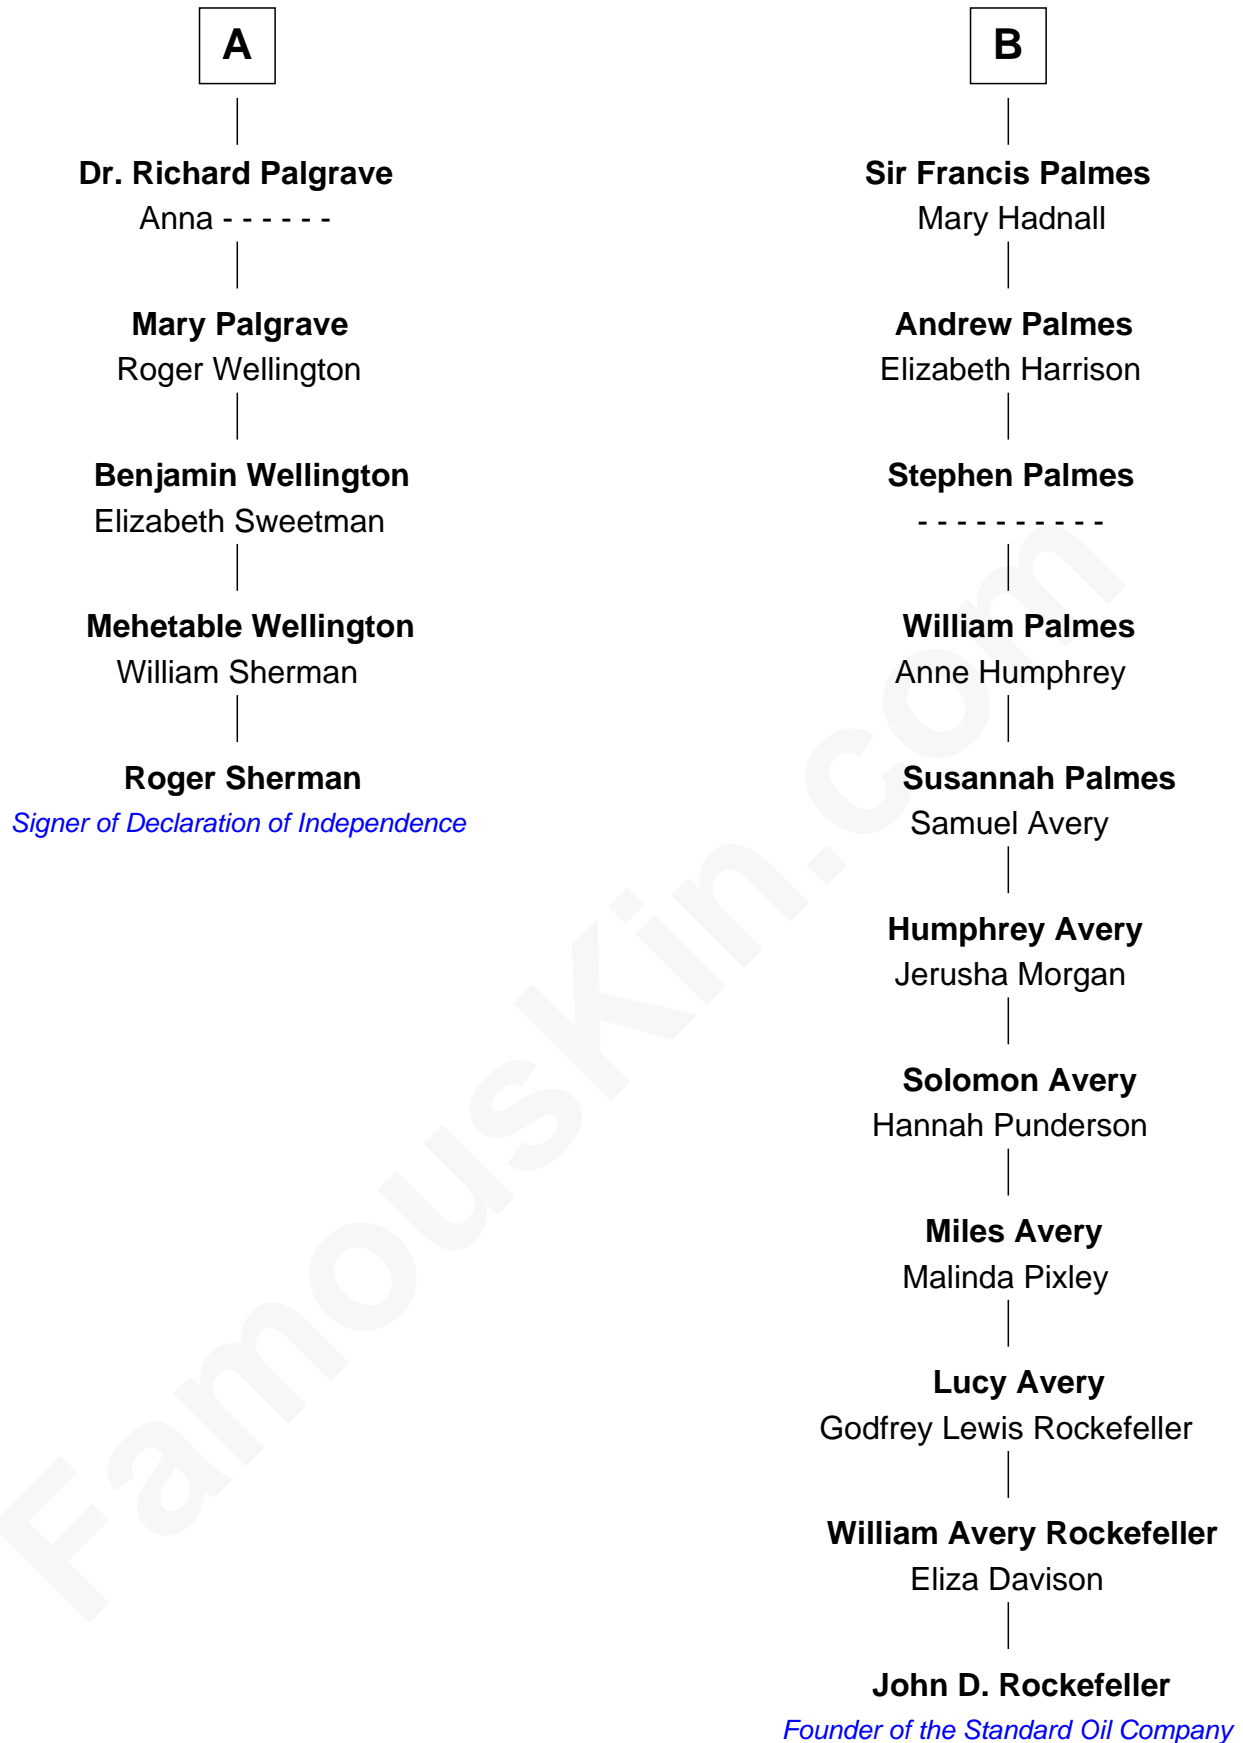 A
Dr. Richard Palgrave
Anna - - - - - -
Mary Palgrave
Roger Wellington
Benjamin Wellington
Elizabeth Sweetman
Mehetable Wellington
William Sherman
Roger Sherman
Signer of Declaration of Independence
B
Sir Francis Palmes
Mary Hadnall
Andrew Palmes
Elizabeth Harrison
Stephen Palmes
- - - - - - - - - -
William Palmes
Anne Humphrey
Susannah Palmes
Samuel Avery
Humphrey Avery
Jerusha Morgan
Solomon Avery
Hannah Punderson
Miles Avery
Malinda Pixley
Lucy Avery
Godfrey Lewis Rockefeller
William Avery Rockefeller
Eliza Davison
John D. Rockefeller
Founder of the Standard Oil Company
FamousKin.com